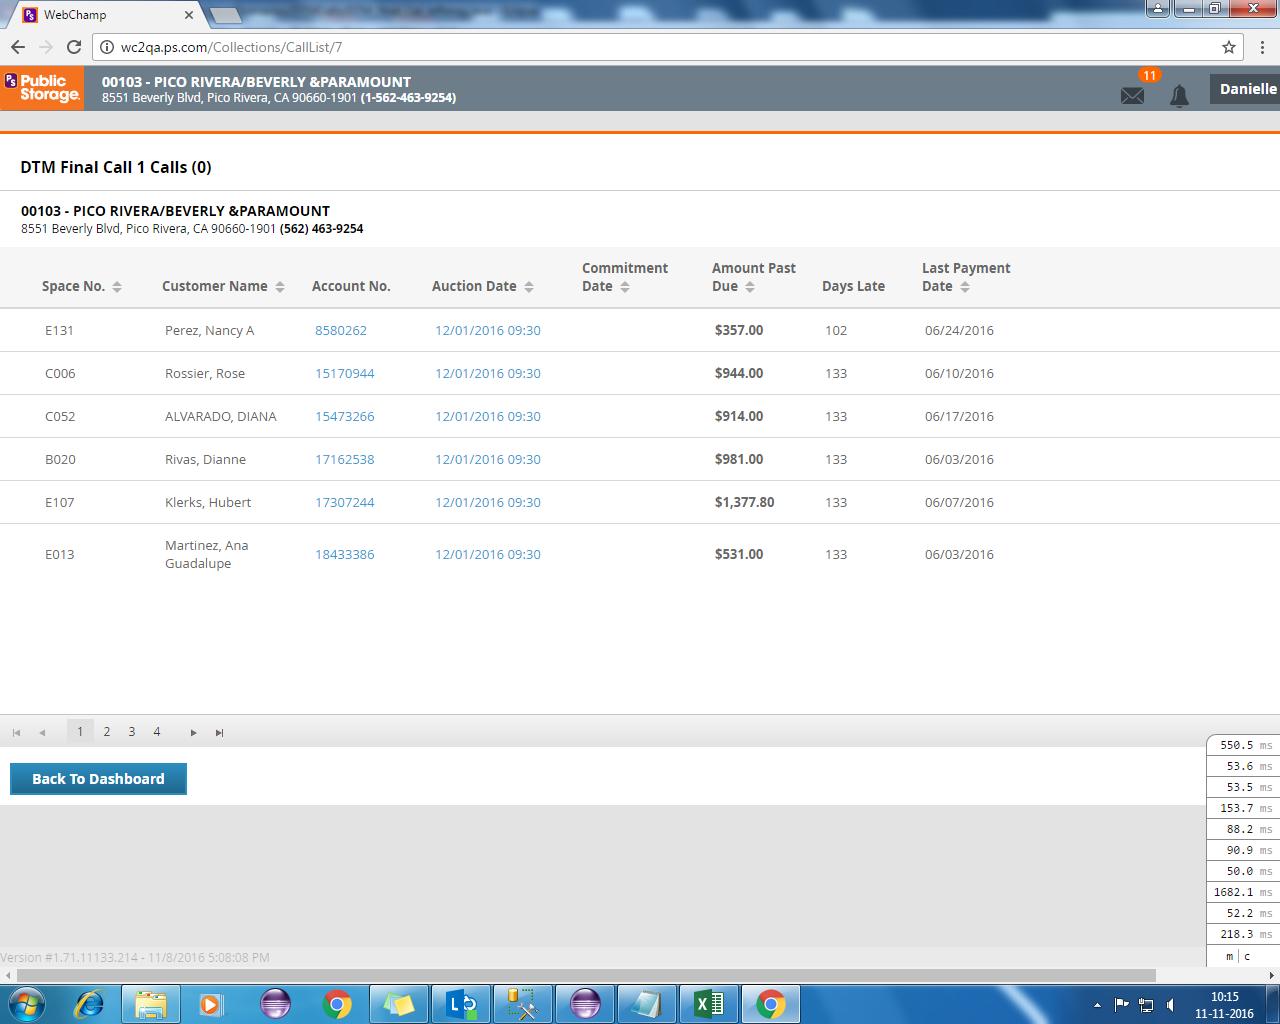 WebChamp
wc2qa.ps.com/Collections/CallList/7
PS Public Storage.
00103 - PICO RIVERA/BEVERLY &PARAMOUNT
8551 Beverly Blvd, Pico Rivera, CA 90660-1901 (1-562-463-9254)
11
Danielle
DTM Final Call 1 Calls (0)
00103 - PICO RIVERA/BEVERLY &PARAMOUNT
8551 Beverly Blvd, Pico Rivera, CA 90660-1901 (562) 463-9254
Space No. Customer Name Account No. Auction Date Commitment Date Amount Past Due Days Late Last Payment Date
E131 Perez, Nancy A 8580262 12/01/2016 09:30 $357.00 102 06/24/2016
C006 Rossier, Rose 15170944 12/01/2016 09:30 $944.00 133 06/10/2016
C052 ALVARADO, DIANA 15473266 12/01/2016 09:30 $914.00 133 06/17/2016
B020 Rivas, Dianne 17162538 12/01/2016 09:30 $981.00 133 06/03/2016
E107 Klerks, Hubert 17307244 12/01/2016 09:30 $1,377.80 133 06/07/2016
E013 Martinez, Ana Guadalupe 18433386 12/01/2016 09:30 $531.00 133 06/03/2016
1 2 3 4
Back To Dashboard
550.5 ms
53.6 ms
53.5 ms
153.7 ms
88.2 ms
90.9 ms
50.0 ms
1682.1 ms
52.2 ms
218.3 ms
m | c
Version #1.71.11133.214 - 11/8/2016 5:08:08 PM
10:15
11-11-2016